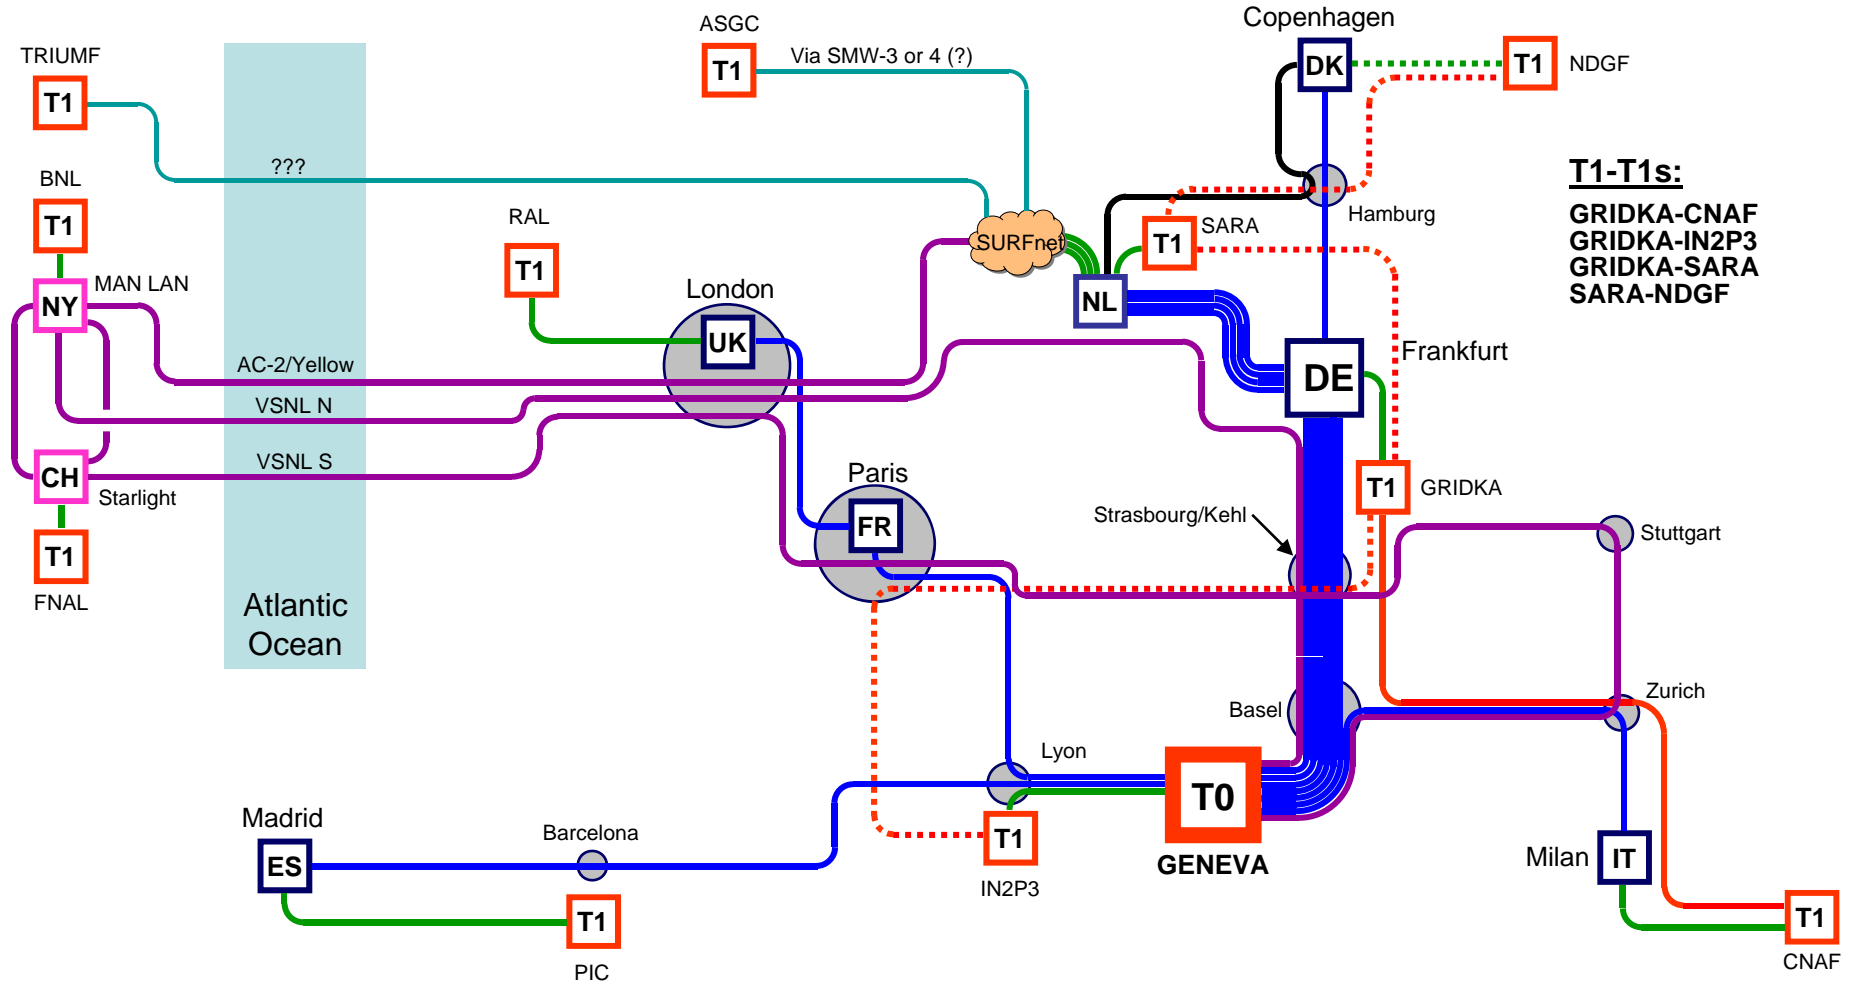 Copenhagen
ASGC
TRIUMF
T1
T1
Via SMW-3 or 4 (?)
DK
T1
NDGF
???
BNL
T1
RAL
T1
SURFnet
T1
SARA
Hamburg
T1-T1s:
GRIDKA-CNAF
GRIDKA-IN2P3
GRIDKA-SARA
SARA-NDGF
MAN LAN
NY
London
UK
NL
AC-2/Yellow
VSNL N
VSNL S
DE
Frankfurt
CH
Starlight
Paris
FR
T1
GRIDKA
Strasbourg/Kehl
Stuttgart
T1
FNAL
Atlantic
Ocean
Basel
Zurich
Lyon
T0
GENEVA
Madrid
ES
Barcelona
T1
IN2P3
Milan
IT
T1
PIC
T1
CNAF